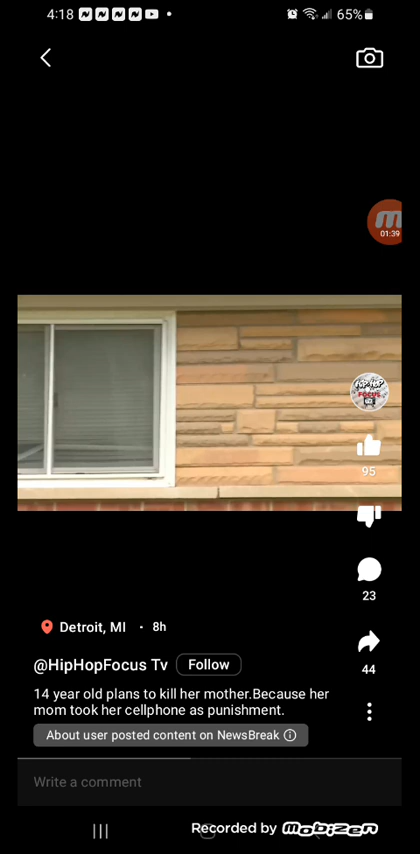 4:18
65%
01:39
HIPHOP
FOCUS
95
23
Detroit, MI · 8h
44
@HipHopFocus Tv Follow
14 year old plans to kill her mother.Because her
mom took her cellphone as punishment.
About user posted content on NewsBreak
Write a comment
Recorded by Mobizen